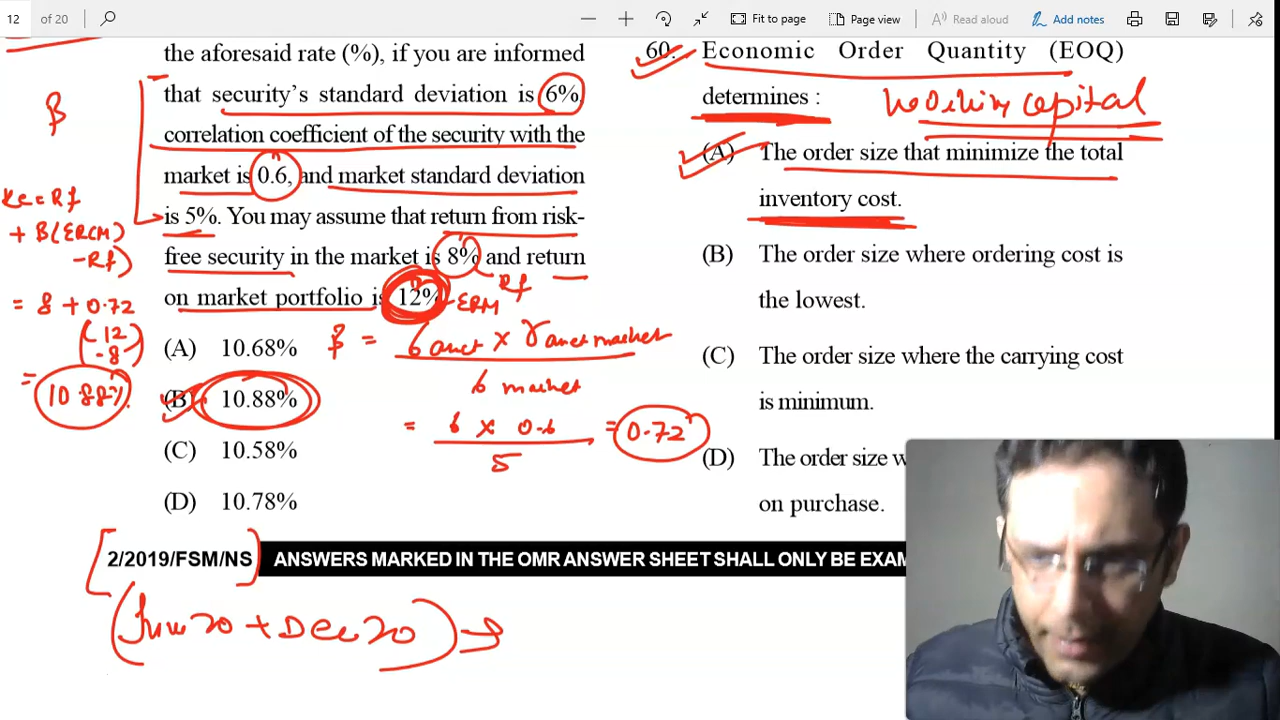 12 of 20
Fit to page
Page view
Read aloud
Add notes
the aforesaid rate (%), if you are informed
that security's standard deviation is 6%,
correlation coefficient of the security with the
market is 0.6, and market standard deviation
is 5%. You may assume that return from risk-
free security in the market is 8% and return
on market portfolio is 12%
Rf
ERM
(A) 10.68%
(B) 10.88%
(C) 10.58%
(D) 10.78%
β
Ke = Rf
+ B(ERCM)
- Rf)
= 8 + 0.72
(12
- 8)
= 10.88%
β =
market
6 market
= 6 x 0.6
5
= 0.72
2/2019/FSM/NS
ANSWERS MARKED IN THE OMR ANSWER SHEET SHALL ONLY BE EXAM
(Jun 20 + Dec 20) →
60. Economic Order Quantity (EOQ)
determines :
working capital
(A) The order size that minimize the total
inventory cost.
(B) The order size where ordering cost is
the lowest.
(C) The order size where the carrying cost
is minimum.
(D) The order size w
on purchase.